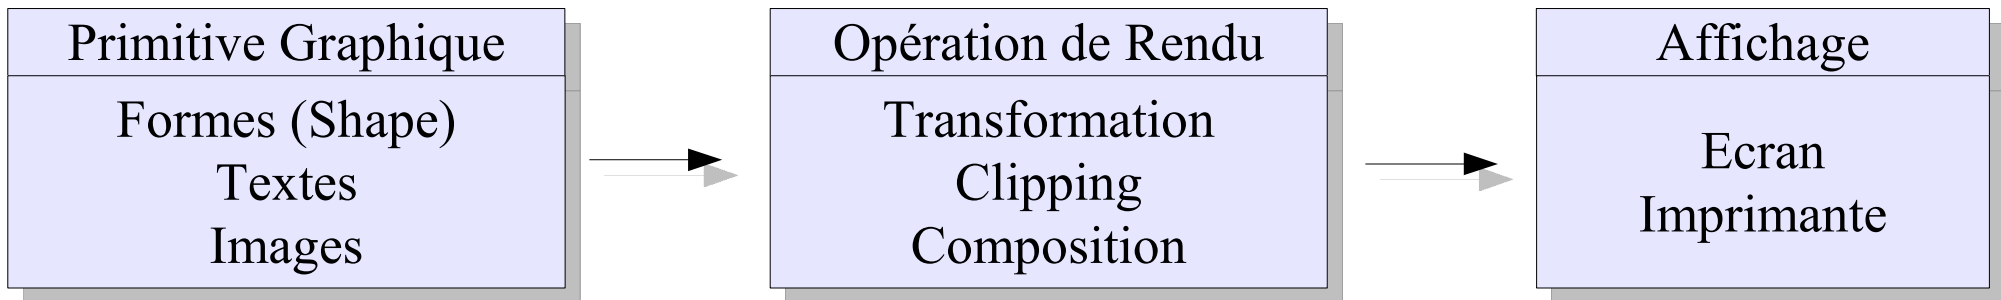 Primitive Graphique
Formes (Shape)
Textes
Images
Opération de Rendu
Transformation
Clipping
Composition
Affichage
Ecran
Imprimante